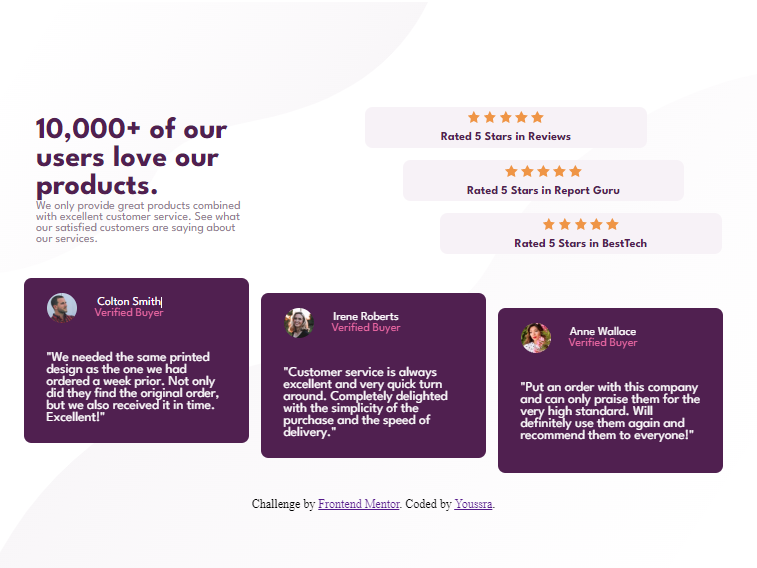 10,000+ of our
users love our
products.
We only provide great products combined
with excellent customer service. See what
our satisfied customers are saying about
our services.
Rated 5 Stars in Reviews
Rated 5 Stars in Report Guru
Rated 5 Stars in BestTech
Colton Smith
Verified Buyer
"We needed the same printed
design as the one we had
ordered a week prior. Not only
did they find the original order,
but we also received it in time.
Excellent!"
Irene Roberts
Verified Buyer
"Customer service is always
excellent and very quick turn
around. Completely delighted
with the simplicity of the
purchase and the speed of
delivery."
Anne Wallace
Verified Buyer
"Put an order with this company
and can only praise them for the
very high standard. Will
definitely use them again and
recommend them to everyone!"
Challenge by Frontend Mentor. Coded by Youssra.